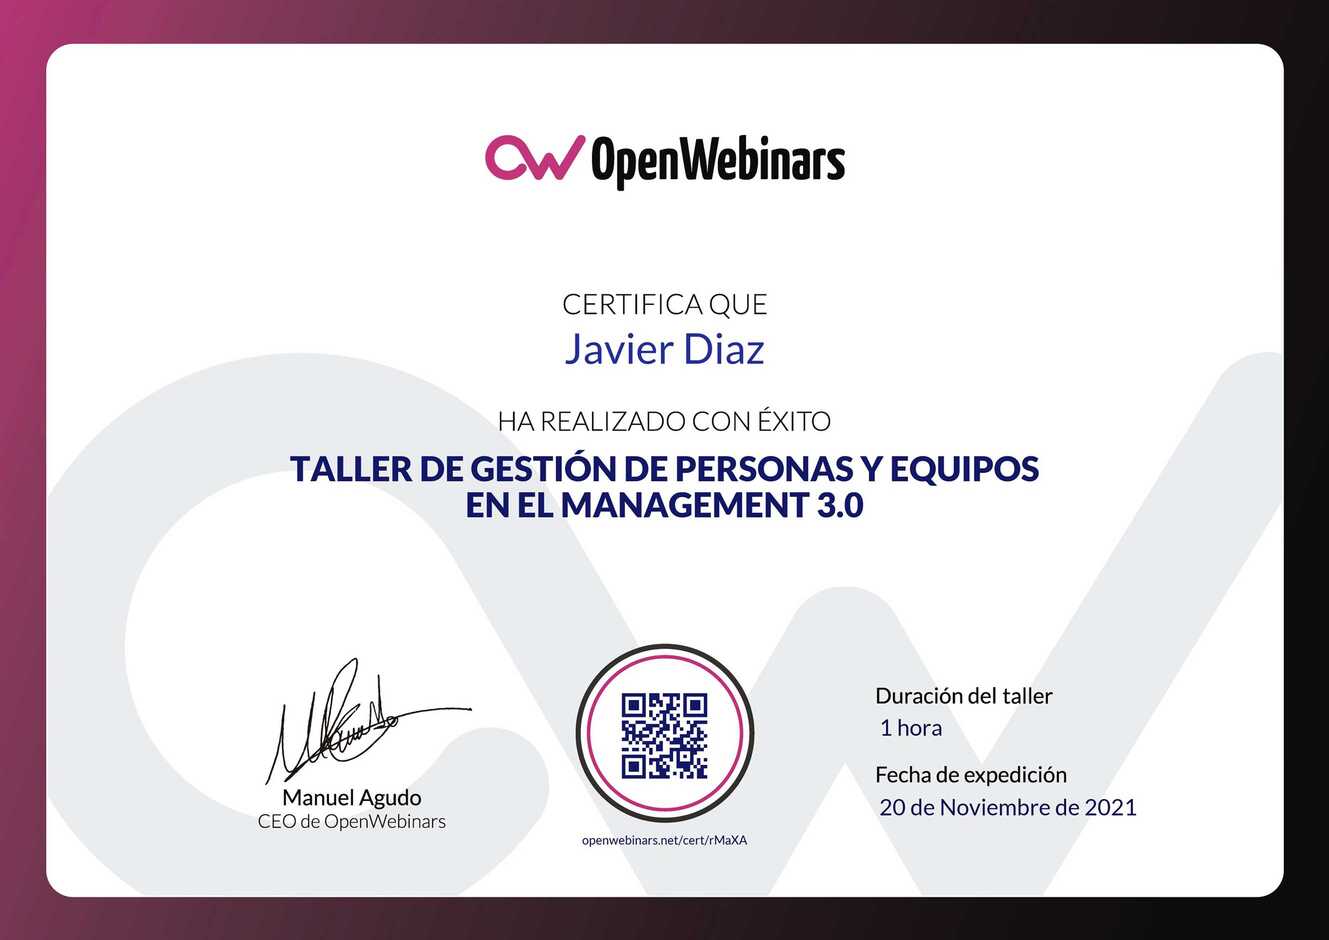 OpenWebinars
CERTIFICA QUE
Javier Diaz
HA REALIZADO CON ÉXITO
TALLER DE GESTIÓN DE PERSONAS Y EQUIPOS
EN EL MANAGEMENT 3.0
Manuel Agudo
CEO de OpenWebinars
openwebinars.net/cert/rMaXA
Duración del taller
1 hora
Fecha de expedición
20 de Noviembre de 2021